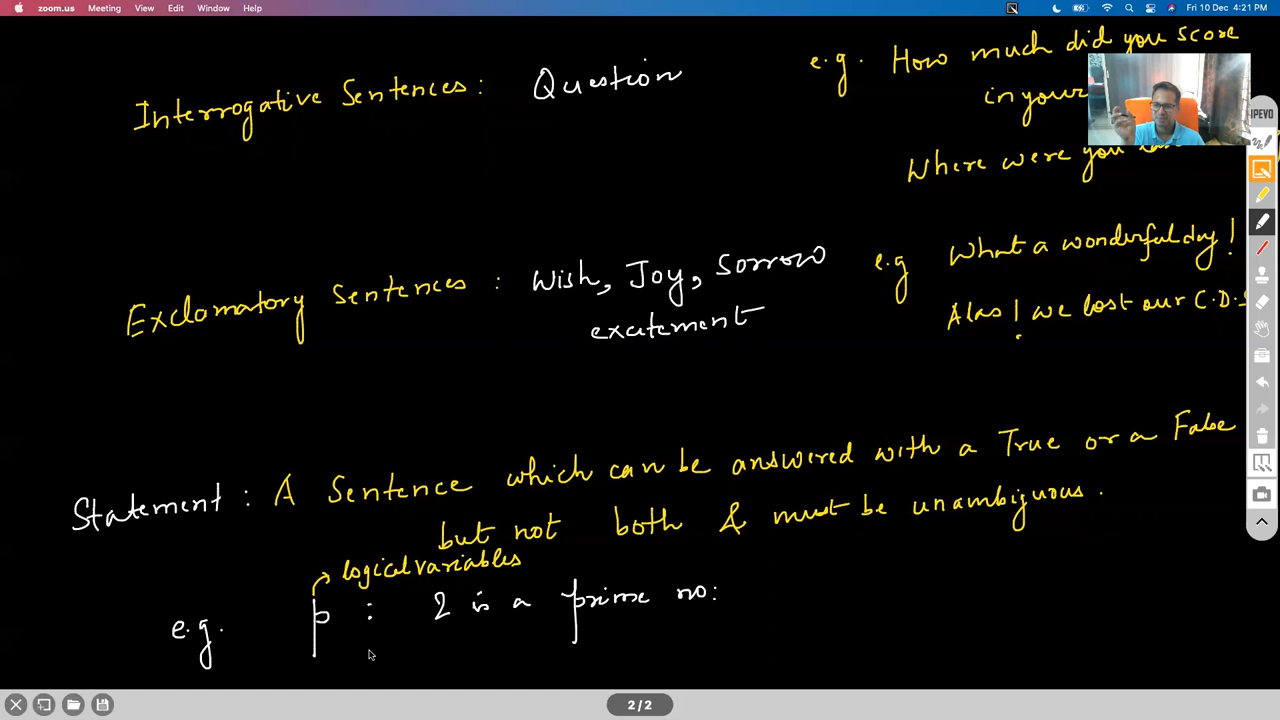 zoom.us Meeting View Edit Window Help Fri 10 Dec 4:21 PM
Interrogative Sentences : Question e.g. How much did you score
in your
Where were you
Exclamatory Sentences : Wish, Joy, Sorrow e.g What a wonderful day !
excitement Alas ! we lost our C.D.S
Statement : A Sentence which can be answered with a True or a False
but not both & must be unambiguous.
logical variables
e.g. p : 2 is a prime no:
IPEVO
2/2